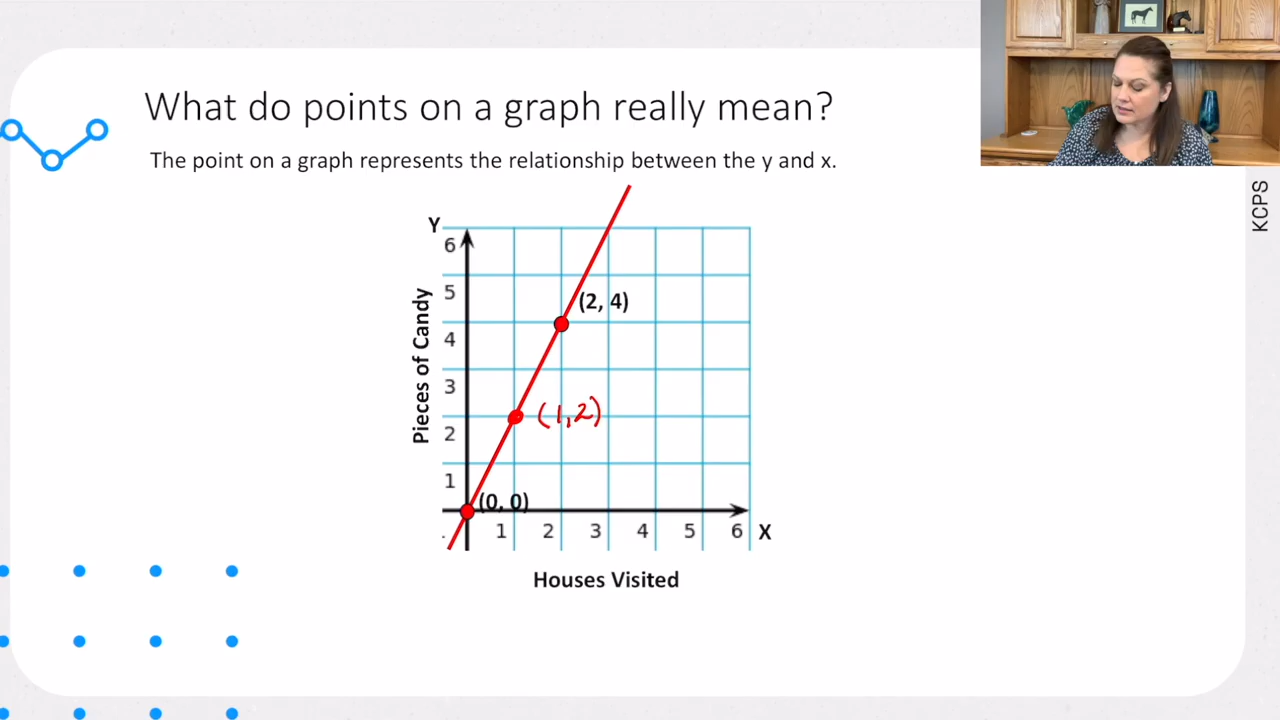 What do points on a graph really mean?
The point on a graph represents the relationship between the y and x.
KCPS
Y
6
5
(2, 4)
4
3
(1,2)
2
1
(0, 0)
Pieces of Candy
1 2 3 4 5 6 X
Houses Visited